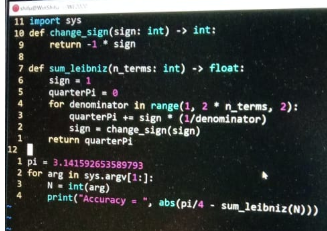 11 import sys
10 def change_sign(sign: int) -> int:
9 return -1 * sign
8
7 def sum_leibniz(n_terms: int) -> float:
6 sign = 1
5 quarterPi = 0
4 for denominator in range(1, 2 * n_terms, 2):
3 quarterPi += sign * (1/denominator)
2 sign = change_sign(sign)
1 return quarterPi
12
1 pi = 3.141592653589793
2 for arg in sys.argv[1:]:
3 N = int(arg)
4 print("Accuracy = ", abs(pi/4 - sum_leibniz(N)))
~
~